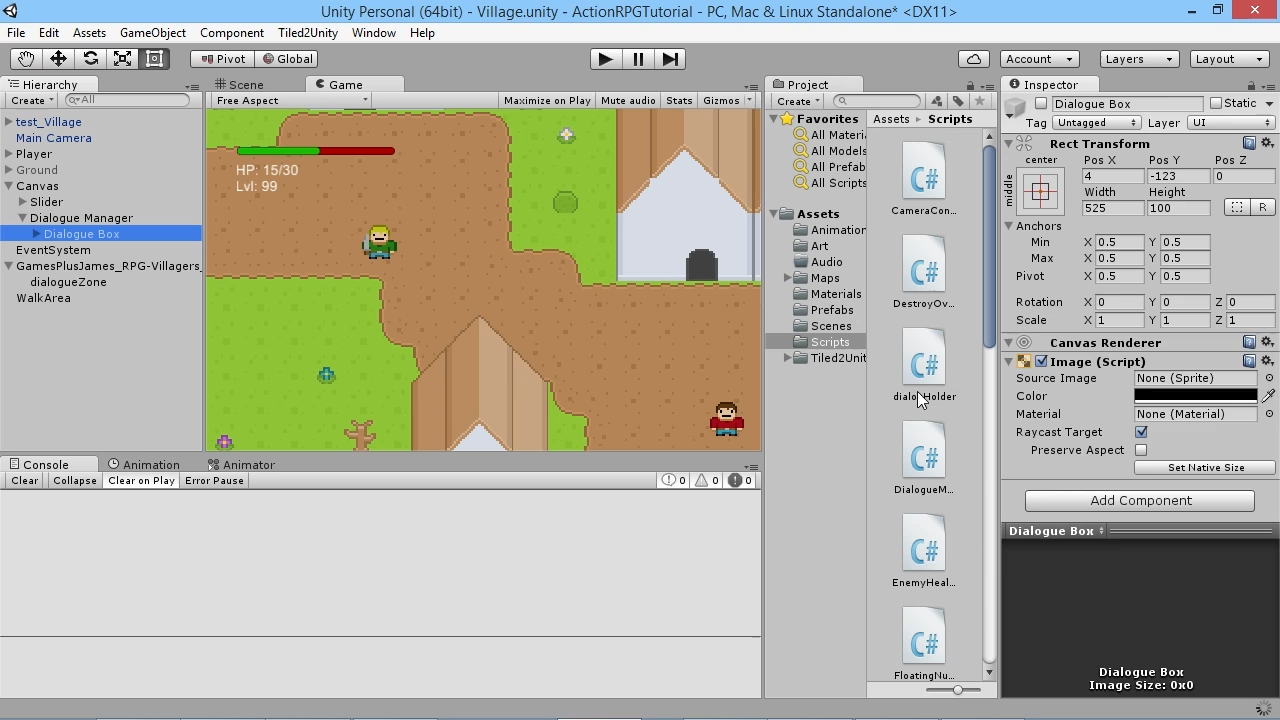 Unity Personal (64bit) - Village.unity - ActionRPGTutorial - PC, Mac & Linux Standalone* <DX11>
File Edit Assets GameObject Component Tiled2Unity Window Help
Pivot Global Account Layers Layout
Hierarchy
Create All
test_Village
Main Camera
Player
Ground
Canvas
Slider
Dialogue Manager
Dialogue Box
EventSystem
GamesPlusJames_RPG-Villagers_
dialogueZone
WalkArea
Scene Game
Free Aspect Maximize on Play Mute audio Stats Gizmos
HP: 15/30
Lvl: 99
Console Animation Animator
Clear Collapse Clear on Play Error Pause 0 0 0
Project
Create
Favorites
All Materi
All Models
All Prefab
All Scripts
Assets
Animation
Art
Audio
Maps
Materials
Prefabs
Scenes
Scripts
Tiled2Unit
Assets Scripts
C#
CameraCon...
C#
DestroyOv...
C#
dialogHolder
C#
DialogueM...
C#
EnemyHeal...
C#
FloatingNu...
Inspector
Dialogue Box Static
Tag Untagged Layer UI
Rect Transform
center Pos X Pos Y Pos Z
middle 4 -123 0
Width Height
525 100 R
Anchors
Min X 0.5 Y 0.5
Max X 0.5 Y 0.5
Pivot X 0.5 Y 0.5
Rotation X 0 Y 0 Z 0
Scale X 1 Y 1 Z 1
Canvas Renderer
Image (Script)
Source Image None (Sprite)
Color
Material None (Material)
Raycast Target
Preserve Aspect
Set Native Size
Add Component
Dialogue Box
Dialogue Box
Image Size: 0x0